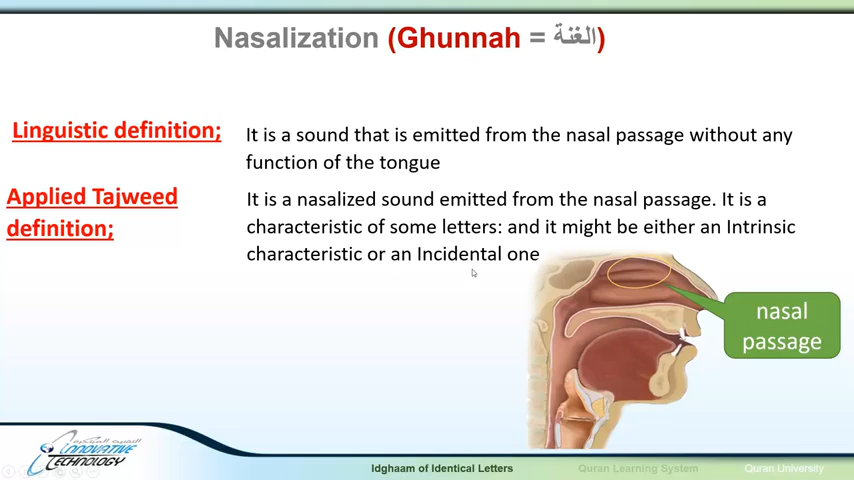 Nasalization (Ghunnah = الغنة)
Linguistic definition;
It is a sound that is emitted from the nasal passage without any
function of the tongue
Applied Tajweed
definition;
It is a nasalized sound emitted from the nasal passage. It is a
characteristic of some letters: and it might be either an Intrinsic
characteristic or an Incidental one
nasal
passage
INNOVATIVE
TECHNOLOGY
Idghaam of Identical Letters
Quran Learning System
Quran University